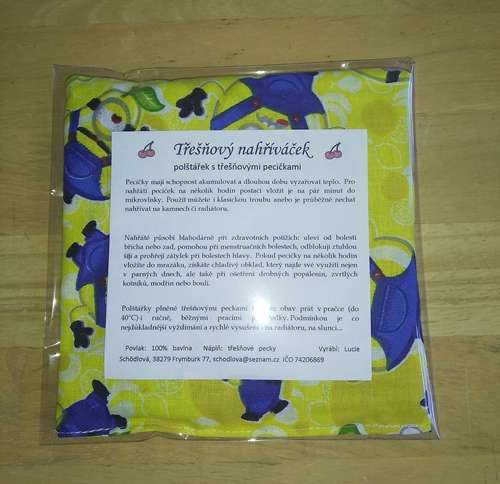 Třešňový nahříváček
polštářek s třešňovými pecičkami
Pecičky mají schopnost akumulovat a dlouhou dobu vyzařovat teplo. Pro
nahřátí peciček na několik hodin postačí vložit je na pár minut do
mikrovlnky. Použít můžete i klasickou troubu anebo je průběžně nechat
nahřívat na kamnech či radiátoru.
Nahřáté působí blahodárně při zdravotních potížích: uleví od bolesti
břicha nebo zad, pomohou při menstruačních bolestech, odblokují ztuhlou
šíji a prohřejí zátylek při bolesti hlavy. Pokud pecičky na několik hodin
vložíte do mrazáku, získáte chladivý obklad, který najde své využití nejen
v parných dnech, ale také při ošetření drobných popálenin, zvrtlých
kotníků, modřin nebo boulí.
Polštářky plněné třešňovými peckami bez obav prát v pračce (do
40°C) i ručně, běžnými pracími Podmínkou je co
nejdůkladnější vyždímání a rychlé vysušení na radiátoru, na slunci...
Povlak: 100% bavlna Náplň: třešňové pecky Vyrábí: Lucie
Schödlová, 38279 Frymburk 77, schodlova@seznam.cz IČO 74206869